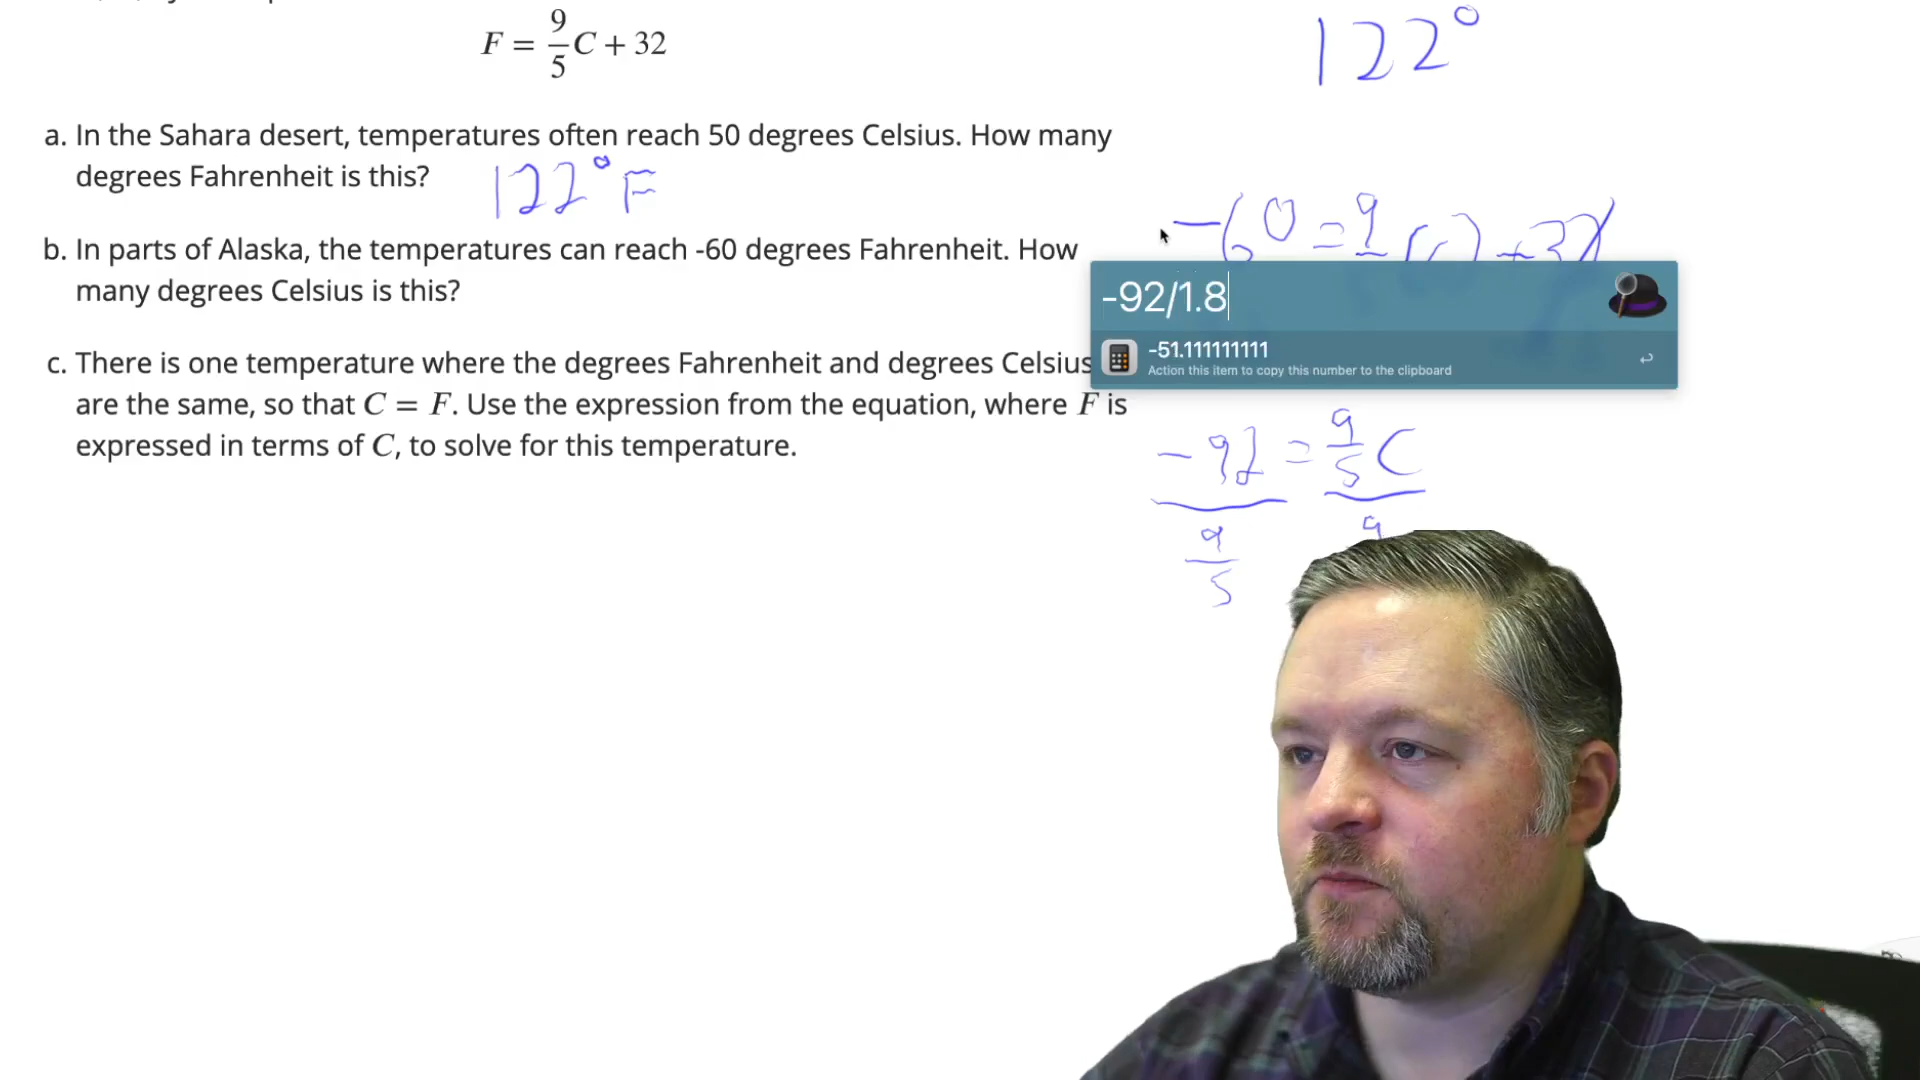 F = 9/5 C + 32
122°
a. In the Sahara desert, temperatures often reach 50 degrees Celsius. How many
degrees Fahrenheit is this? 122°F
-60 = 9
b. In parts of Alaska, the temperatures can reach -60 degrees Fahrenheit. How
many degrees Celsius is this?
-92/1.8
-51.111111111
Action this item to copy this number to the clipboard
c. There is one temperature where the degrees Fahrenheit and degrees Celsius
are the same, so that C = F. Use the expression from the equation, where F is
expressed in terms of C, to solve for this temperature.
-92 = 9/5 C
9/5 9